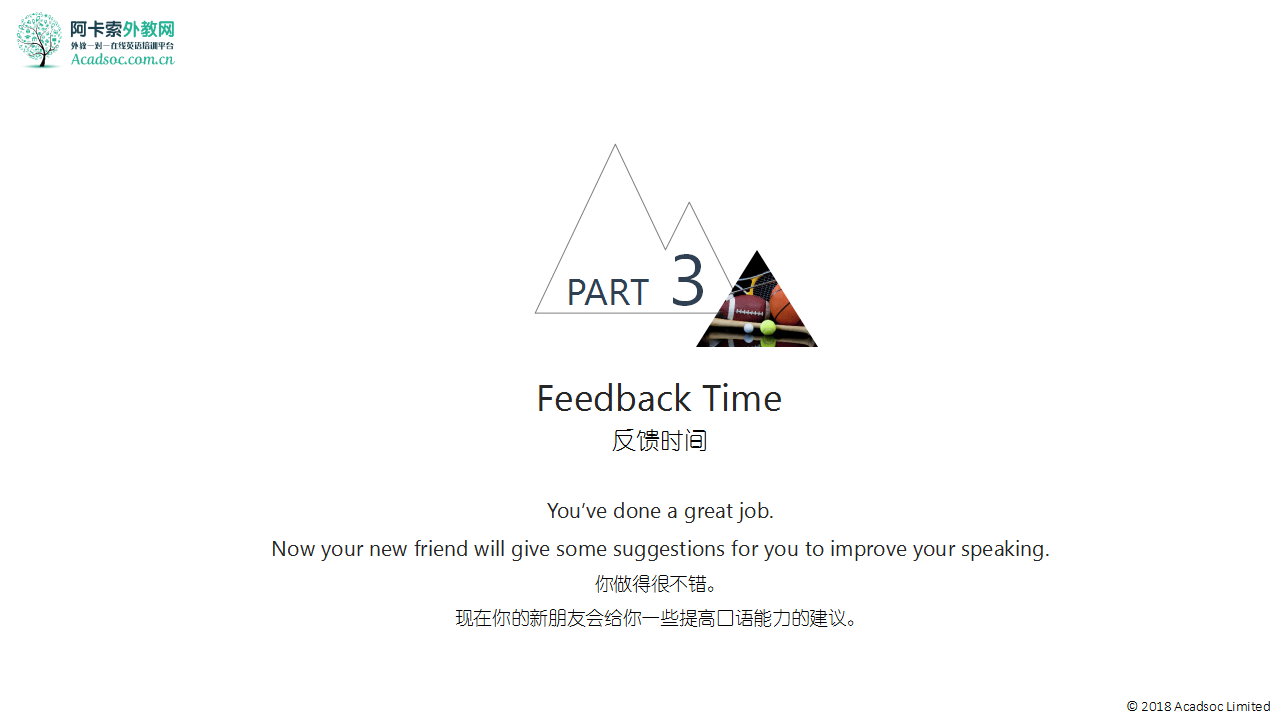 阿卡索外教网
外教一对一在线英语培训平台
Acadsoc.com.cn
PART 3
Feedback Time
反馈时间
You’ve done a great job.
Now your new friend will give some suggestions for you to improve your speaking.
你做得很不错。
现在你的新朋友会给你一些提高口语能力的建议。
© 2018 Acadsoc Limited